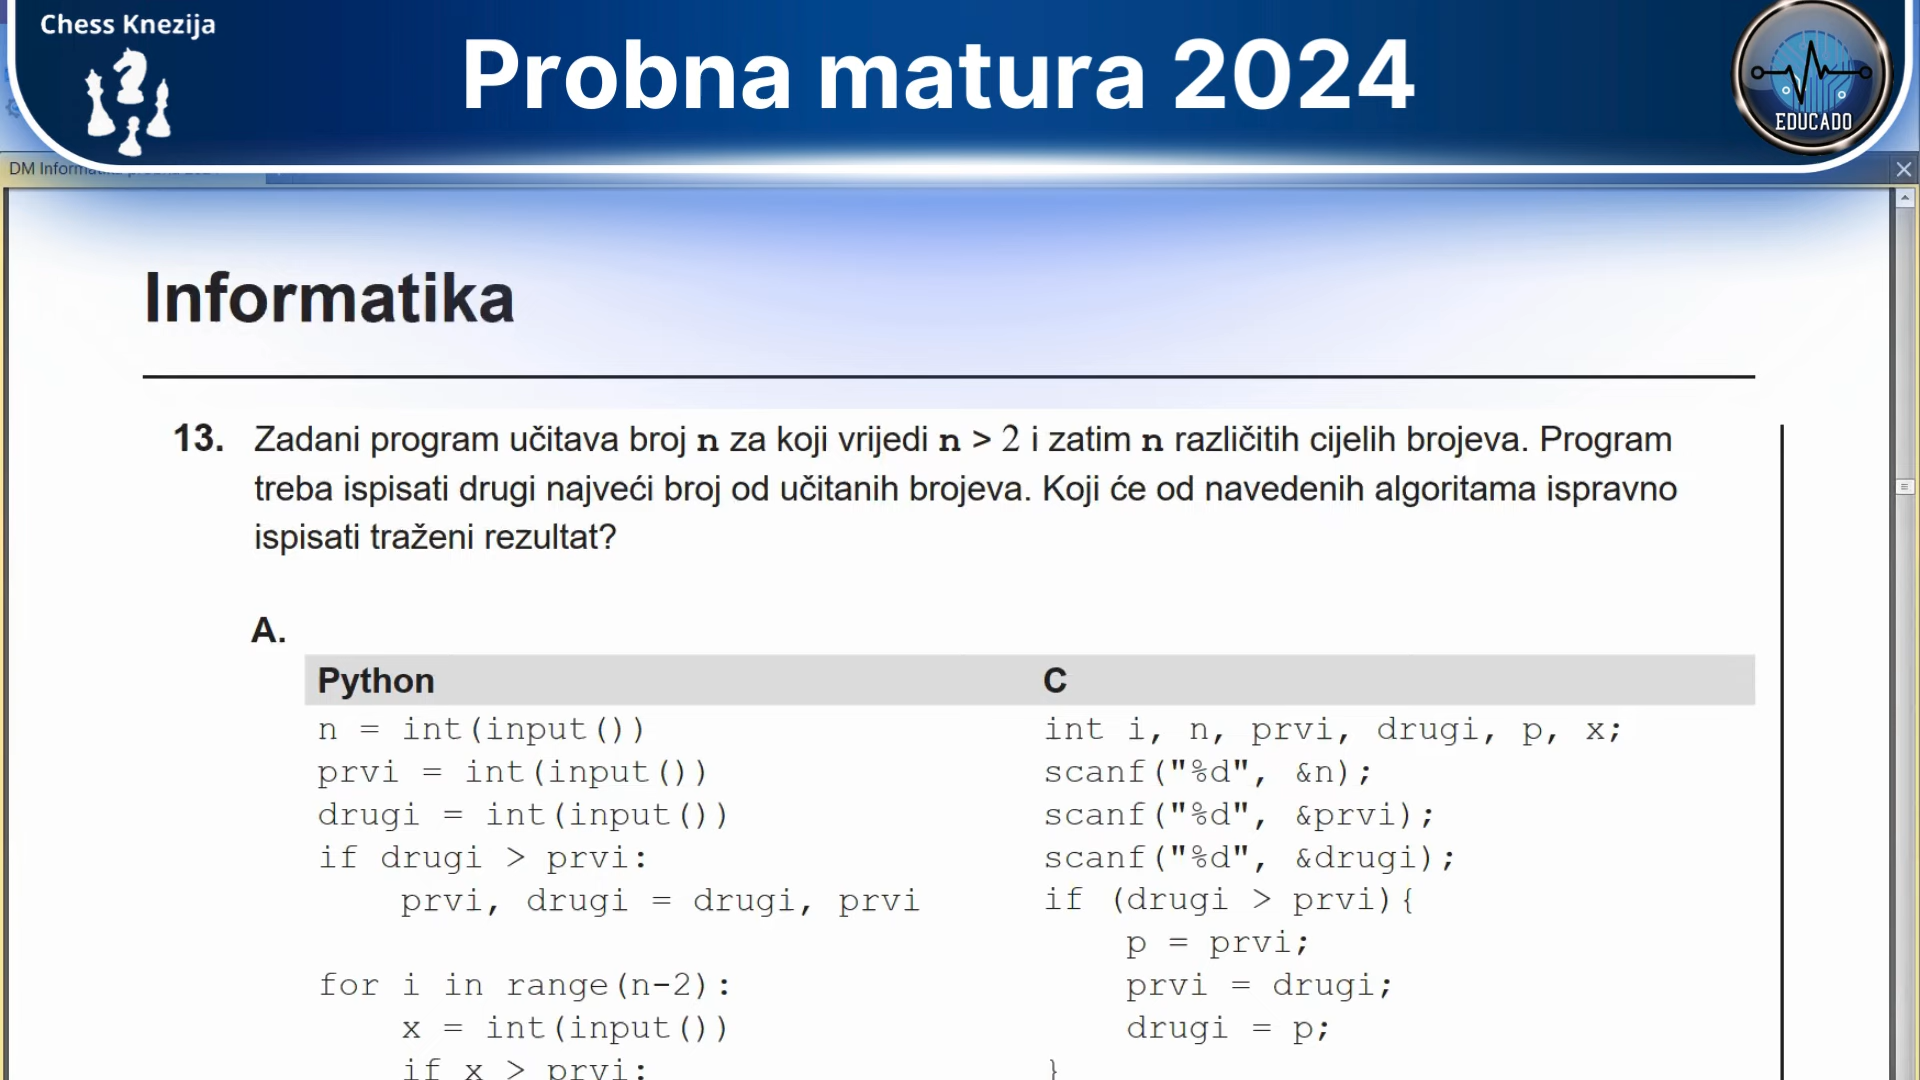 Chess Knezija
Probna matura 2024
EDUCADO
DM Informatika
Informatika
13. Zadani program učitava broj n za koji vrijedi n > 2 i zatim n različitih cijelih brojeva. Program
treba ispisati drugi najveći broj od učitanih brojeva. Koji će od navedenih algoritama ispravno
ispisati traženi rezultat?
A.
Python
n = int(input())
prvi = int(input())
drugi = int(input())
if drugi > prvi:
    prvi, drugi = drugi, prvi
for i in range(n-2):
    x = int(input())
    if x > prvi:
C
int i, n, prvi, drugi, p, x;
scanf("%d", &n);
scanf("%d", &prvi);
scanf("%d", &drugi);
if (drugi > prvi){
    p = prvi;
    prvi = drugi;
    drugi = p;
}